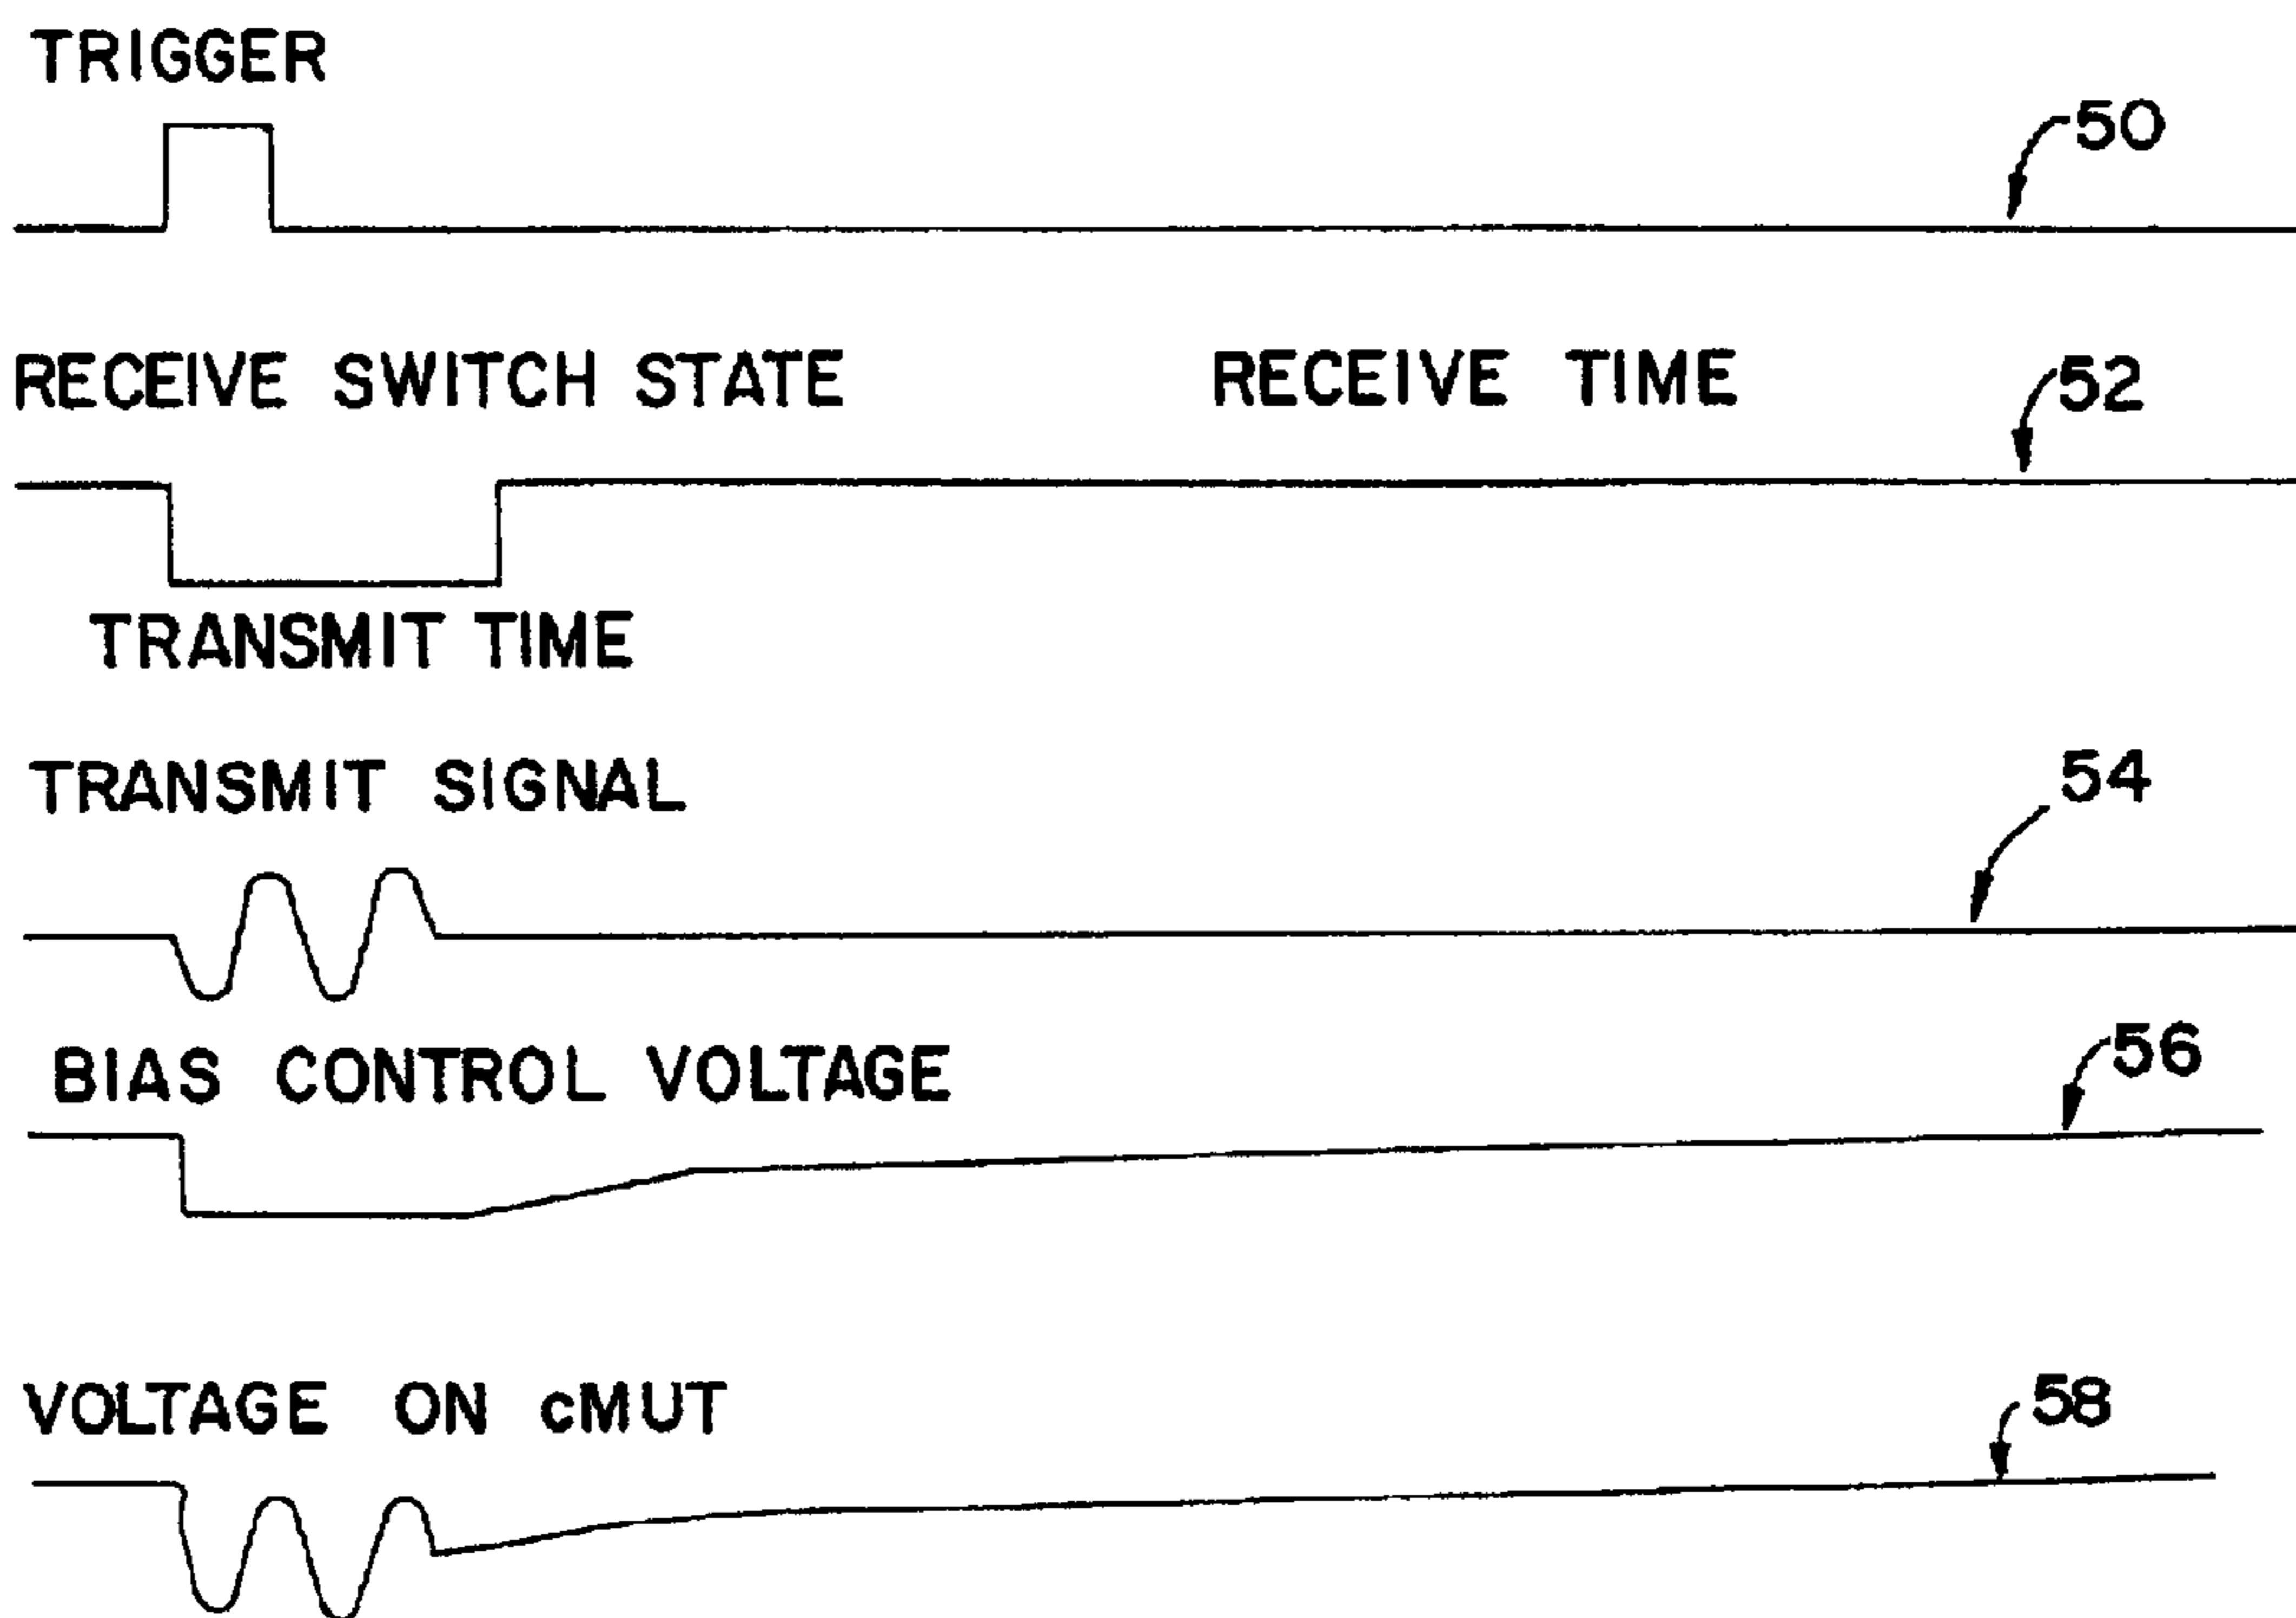 TRIGGER
50
RECEIVE SWITCH STATE
RECEIVE TIME
52
TRANSMIT TIME
TRANSMIT SIGNAL
54
BIAS CONTROL VOLTAGE
56
VOLTAGE ON cMUT
58